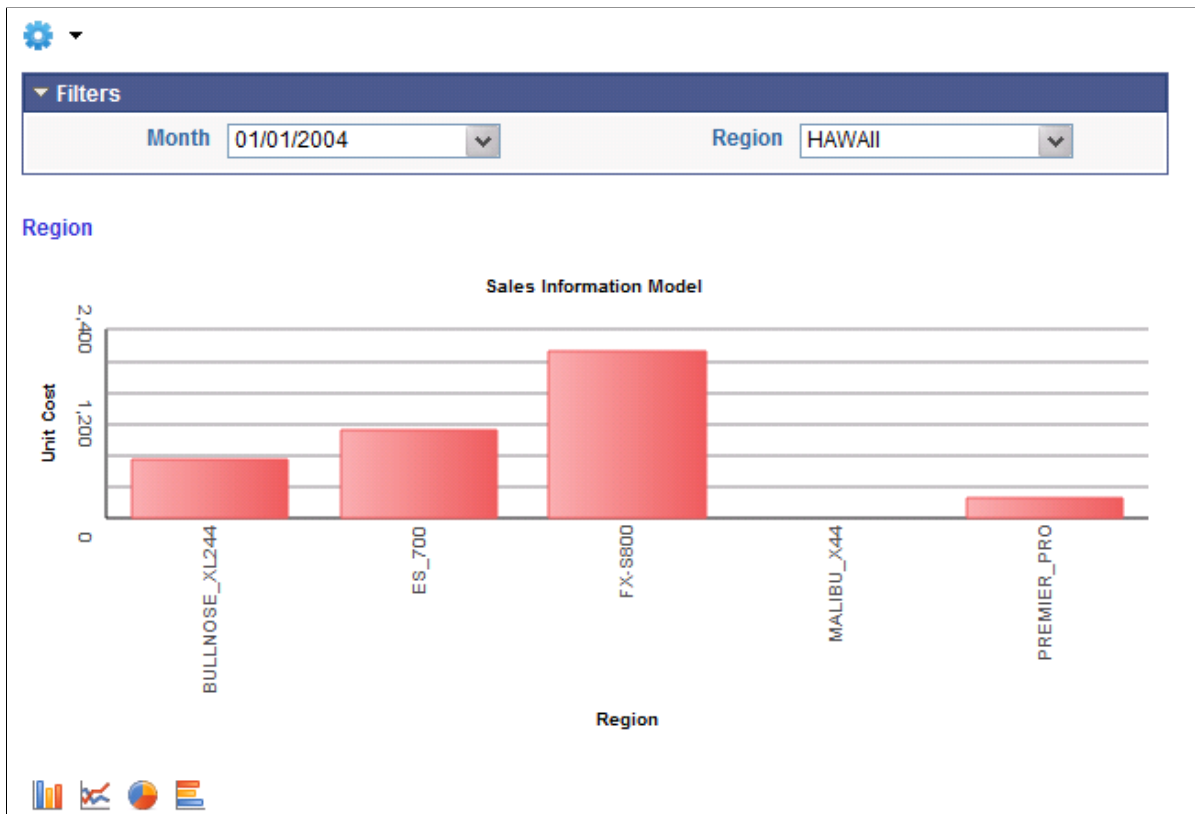 Filters
Month 01/01/2004 Region HAWAII
Region
Sales Information Model
Unit Cost
2,400
1,200
0
BULLNOSE_XL244
ES_700
FX-S800
MALIBU_X44
PREMIER_PRO
Region